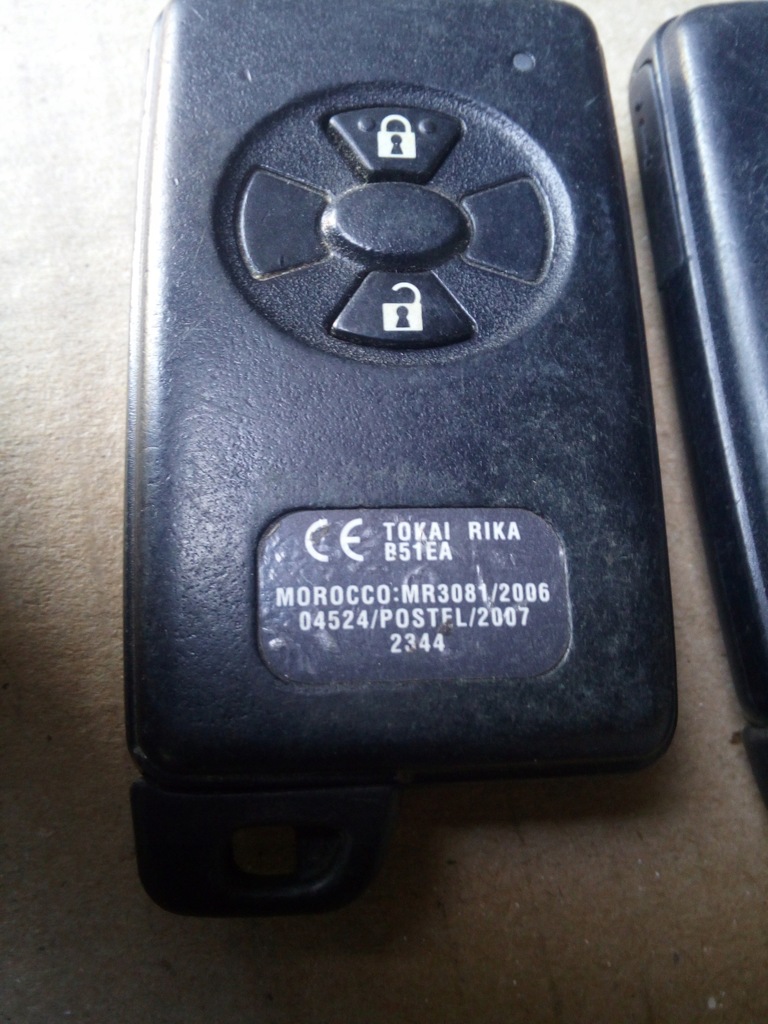 CE TOKAI RIKA
B51EA
MOROCCO:MR3081/2006
04524/POSTEL/2007
2344